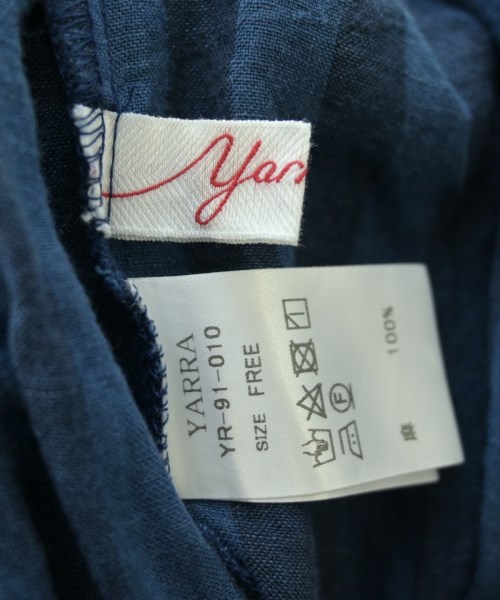 Yarr
YARRA
YR-91-010
SIZE FREE
麻 100%